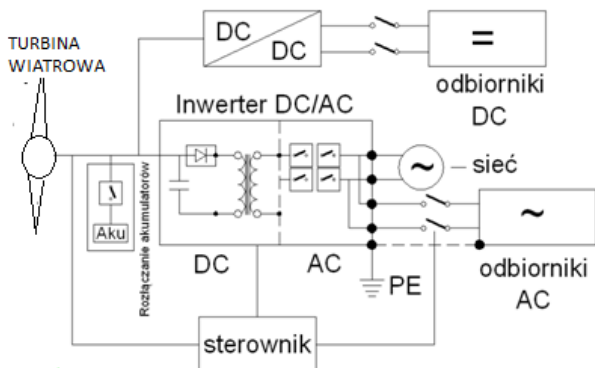 TURBINA
WIATROWA
DC
DC
=
odbiorniki
DC
Inwerter DC/AC
~
sieć
Aku
Rozłączanie akumulatorów
DC
AC
PE
~
odbiorniki
AC
sterownik